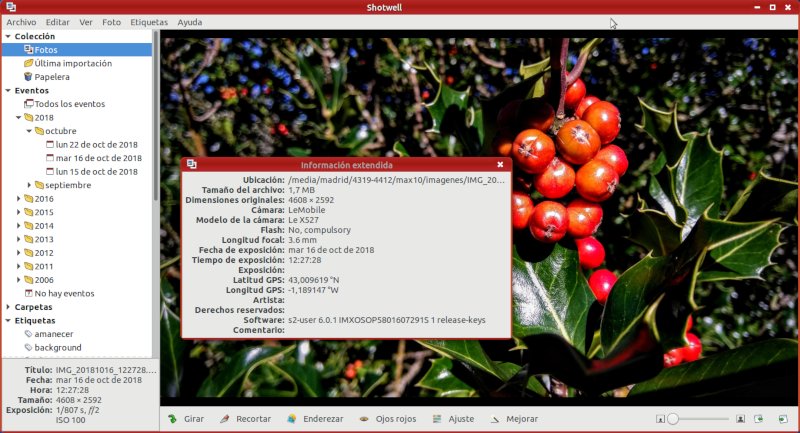 Shotwell
Archivo Editar Ver Foto Etiquetas Ayuda
Colección
Fotos
Última importación
Papelera
Eventos
Todos los eventos
2018
octubre
lun 22 de oct de 2018
mar 16 de oct de 2018
lun 15 de oct de 2018
septiembre
2016
2015
2014
2013
2012
2011
2006
No hay eventos
Carpetas
Etiquetas
amanecer
background
Título: IMG_20181016_122728....
Fecha: mar 16 de oct de 2018
Hora: 12:27:28
Tamaño: 4608 × 2592
Exposición: 1/807 s, f/2
ISO 100
Información extendida
Ubicación: /media/madrid/4319-4412/max10/imagenes/IMG_20...
Tamaño del archivo: 1,7 MB
Dimensiones originales: 4608 × 2592
Cámara: LeMobile
Modelo de la cámara: Le X527
Flash: No, compulsory
Longitud focal: 3.6 mm
Fecha de exposición: mar 16 de oct de 2018
Tiempo de exposición: 12:27:28
Exposición:
Latitud GPS: 43,009619 °N
Longitud GPS: -1,189147 °W
Artista:
Derechos reservados:
Software: s2-user 6.0.1 IMXOSOP5801607291S 1 release-keys
Comentario:
Girar Recortar Enderezar Ojos rojos Ajuste Mejorar